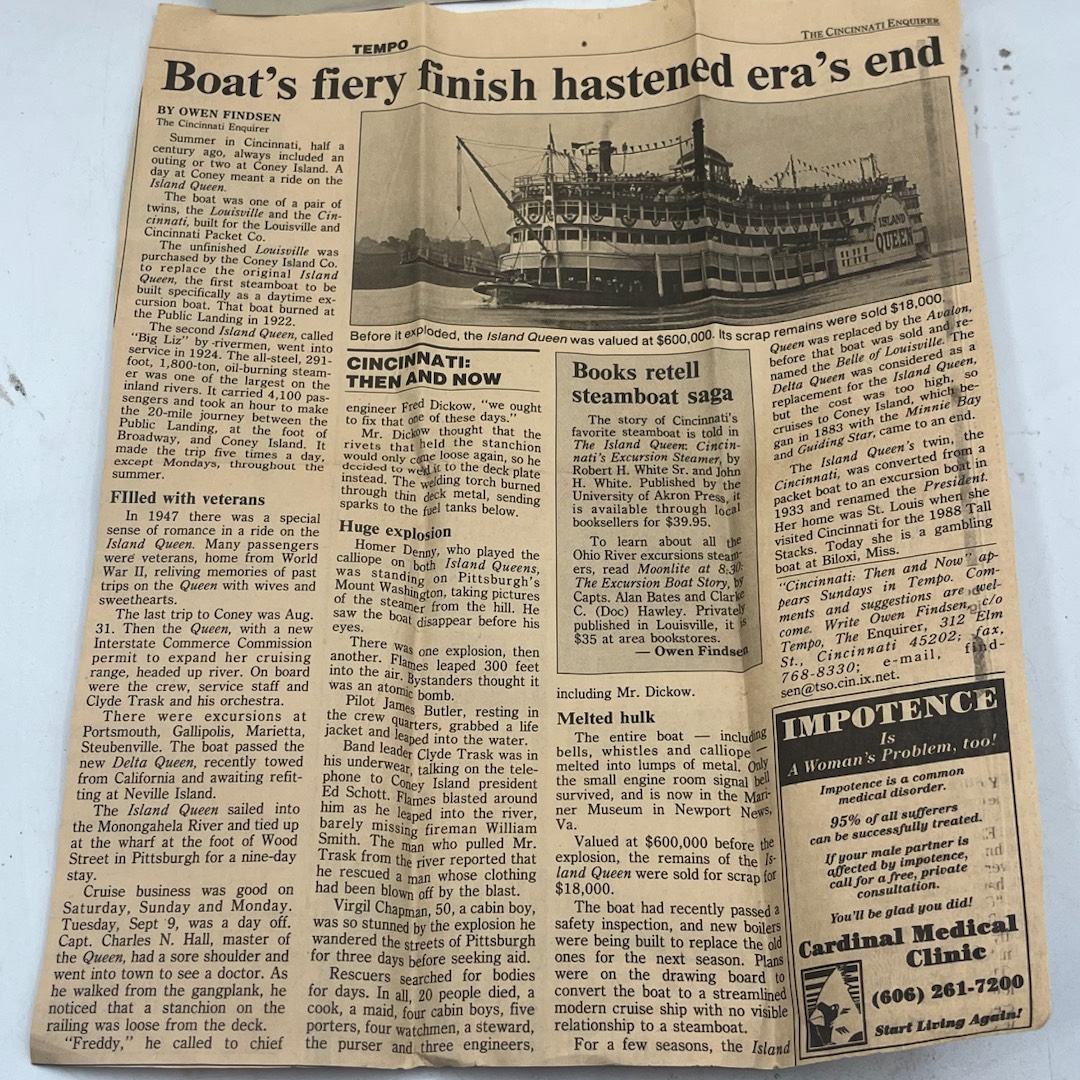 TEMPO
THE CINCINNATI ENQUIRER
Boat's fiery finish hastened era's end
BY OWEN FINDSEN
The Cincinnati Enquirer
Summer in Cincinnati, half a
century ago, always included an
outing or two at Coney Island. A
day at Coney meant a ride on the
Island Queen.
The boat was one of a pair of
twins, the Louisville and the Cin-
cinnati, built for the Louisville and
Cincinnati Packet Co.
The unfinished Louisville was
purchased by the Coney Island Co.
to replace the original Island
Queen, the first steamboat to be
built specifically as a daytime ex-
cursion boat. That boat burned at
the Public Landing in 1922.
The second Island Queen, called
"Big Liz" by rivermen, went into
service in 1924. The all-steel, 291-
foot, 1,800-ton, oil-burning steam-
er was one of the largest on the
inland rivers. It carried 4,100 pas-
sengers and took an hour to make
the 20-mile journey between the
Public Landing, at the foot of
Broadway, and Coney Island. It
made the trip five times a day,
except Mondays, throughout the
summer.
FIlled with veterans
In 1947 there was a special
sense of romance in a ride on the
Island Queen. Many passengers
were veterans, home from World
War II, reliving memories of past
trips on the Queen with wives and
sweethearts.
The last trip to Coney was Aug.
31. Then the Queen, with a new
Interstate Commerce Commission
permit to expand her cruising
range, headed up river. On board
were the crew, service staff and
Clyde Trask and his orchestra.
There were excursions at
Portsmouth, Gallipolis, Marietta,
Steubenville. The boat passed the
new Delta Queen, recently towed
from California and awaiting refit-
ting at Neville Island.
The Island Queen sailed into
the Monongahela River and tied up
at the wharf at the foot of Wood
Street in Pittsburgh for a nine-day
stay.
Cruise business was good on
Saturday, Sunday and Monday.
Tuesday, Sept 9, was a day off.
Capt. Charles N. Hall, master of
the Queen, had a sore shoulder and
went into town to see a doctor. As
he walked from the gangplank, he
noticed that a stanchion on the
railing was loose from the deck.
"Freddy," he called to chief
ISLAND
QUEEN
Before it exploded, the Island Queen was valued at $600,000. Its scrap remains were sold $18,000.
CINCINNATI:
THEN AND NOW
engineer Fred Dickow, "we ought
to fix that one of these days."
Mr. Dickow thought that the
rivets that held the stanchion
would only come loose again, so he
decided to weld it to the deck plate
instead. The welding torch burned
through thin deck metal, sending
sparks to the fuel tanks below.
Huge explosion
Homer Denny, who played the
calliope on both Island Queens,
was standing on Pittsburgh's
Mount Washington, taking pictures
of the steamer from the hill. He
saw the boat disappear before his
eyes.
There was one explosion, then
another. Flames leaped 300 feet
into the air. Bystanders thought it
was an atomic bomb.
Pilot James Butler, resting in
the crew quarters, grabbed a life
jacket and leaped into the water.
Band leader Clyde Trask was in
his underwear, talking on the tele-
phone to Coney Island president
Ed Schott. Flames blasted around
him as he leaped into the river,
barely missing fireman William
Smith. The man who pulled Mr.
Trask from the river reported that
he rescued a man whose clothing
had been blown off by the blast.
Virgil Chapman, 50, a cabin boy,
was so stunned by the explosion he
wandered the streets of Pittsburgh
for three days before seeking aid.
Rescuers searched for bodies
for days. In all, 20 people died, a
cook, a maid, four cabin boys, five
porters, four watchmen, a steward,
the purser and three engineers,
Books retell
steamboat saga
The story of Cincinnati's
favorite steamboat is told in
The Island Queen: Cincin-
nati's Excursion Steamer, by
Robert H. White Sr. and John
H. White. Published by the
University of Akron Press, it
is available through local
booksellers for $39.95.
To learn about all the
Ohio River excursions steam-
ers, read Moonlite at 8:30:
The Excursion Boat Story, by
Capts. Alan Bates and Clarke
C. (Doc) Hawley. Privately
published in Louisville, it is
$35 at area bookstores.
— Owen Findsen
including Mr. Dickow.
Melted hulk
The entire boat — including
bells, whistles and calliope —
melted into lumps of metal. Only
the small engine room signal bell
survived, and is now in the Mari-
ner Museum in Newport News,
Va.
Valued at $600,000 before the
explosion, the remains of the Is-
land Queen were sold for scrap for
$18,000.
The boat had recently passed a
safety inspection, and new boilers
were being built to replace the old
ones for the next season. Plans
were on the drawing board to
convert the boat to a streamlined
modern cruise ship with no visible
relationship to a steamboat.
For a few seasons, the Island
Queen was replaced by the Avalon,
before that boat was sold and re-
named the Belle of Louisville. The
Delta Queen was considered as a
replacement for the Island Queen,
but the cost was too high, so
cruises to Coney Island, which be-
gan in 1883 with the Minnie Bay
and Guiding Star, came to an end.
The Island Queen's twin, the
Cincinnati, was converted from a
packet boat to an excursion boat in
1933 and renamed the President.
Her home was St. Louis when she
visited Cincinnati for the 1988 Tall
Stacks. Today she is a gambling
boat at Biloxi, Miss.
"Cincinnati: Then and Now" ap-
pears Sundays in Tempo. Com-
ments and suggestions are wel-
come. Write Owen Findsen, c/o
Tempo, The Enquirer, 312 Elm
St., Cincinnati 45202; fax,
768-8330; e-mail, find-
sen@tso.cin.ix.net.
IMPOTENCE
Is
A Woman's Problem, too!
Impotence is a common
medical disorder.
95% of all sufferers
can be successfully treated.
If your male partner is
affected by impotence,
call for a free, private
consultation.
You'll be glad you did!
Cardinal Medical
Clinic
(606) 261-7200
Start Living Again!